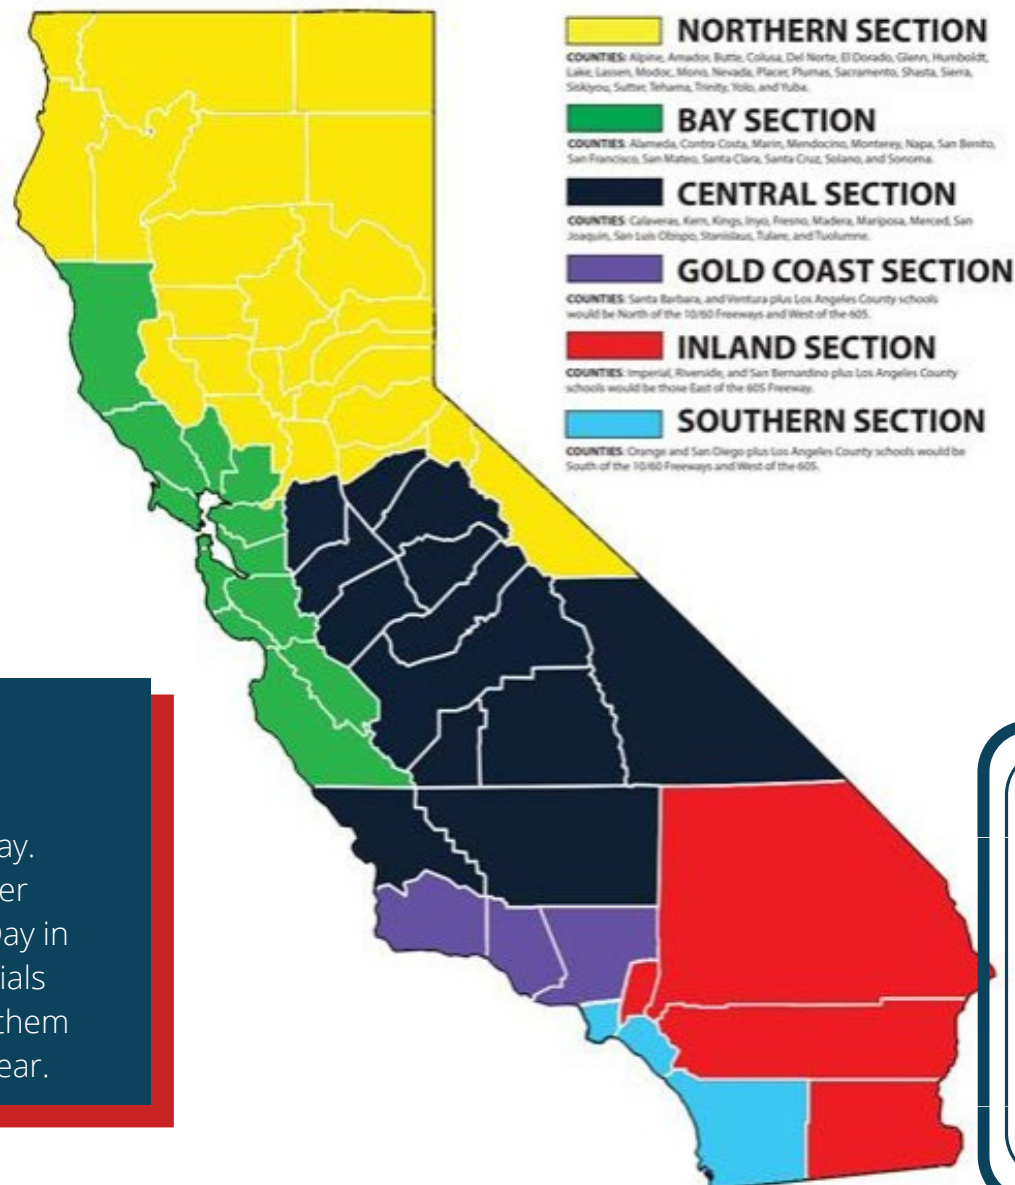 NORTHERN SECTION
COUNTIES: Alpine, Amador, Butte, Colusa, Del Norte, El Dorado, Glenn, Humboldt,
Lake, Lassen, Modoc, Mono, Nevada, Placer, Plumas, Sacramento, Shasta, Sierra,
Siskiyou, Sutter, Tehama, Trinity, Yolo, and Yuba.
BAY SECTION
COUNTIES: Alameda, Contra Costa, Marin, Mendocino, Monterey, Napa, San Benito,
San Francisco, San Mateo, Santa Clara, Santa Cruz, Solano, and Sonoma.
CENTRAL SECTION
COUNTIES: Calaveras, Kern, Kings, Inyo, Fresno, Madera, Mariposa, Merced, San
Joaquin, San Luis Obispo, Stanislaus, Tulare, and Tuolumne.
GOLD COAST SECTION
COUNTIES: Santa Barbara, and Ventura plus Los Angeles County schools
would be North of the 10/60 Freeways and West of the 605.
INLAND SECTION
COUNTIES: Imperial, Riverside, and San Bernardino plus Los Angeles County
schools would be those East of the 605 Freeway.
SOUTHERN SECTION
COUNTIES: Orange and San Diego plus Los Angeles County schools would be
South of the 10/60 Freeways and West of the 605.
ay.
er
Day in
ials
them
ear.